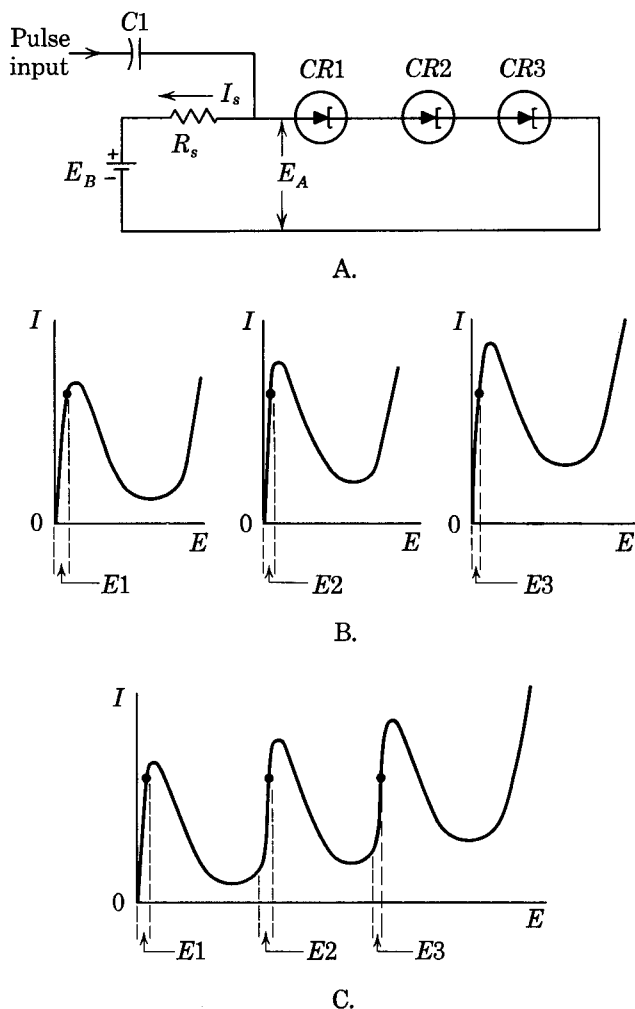 Pulse input
C1
CR1 CR2 CR3
I_s
R_s
+
-
E_B
E_A
A.
I I I
0 E 0 E 0 E
E1 E2 E3
B.
I
0 E
E1 E2 E3
C.